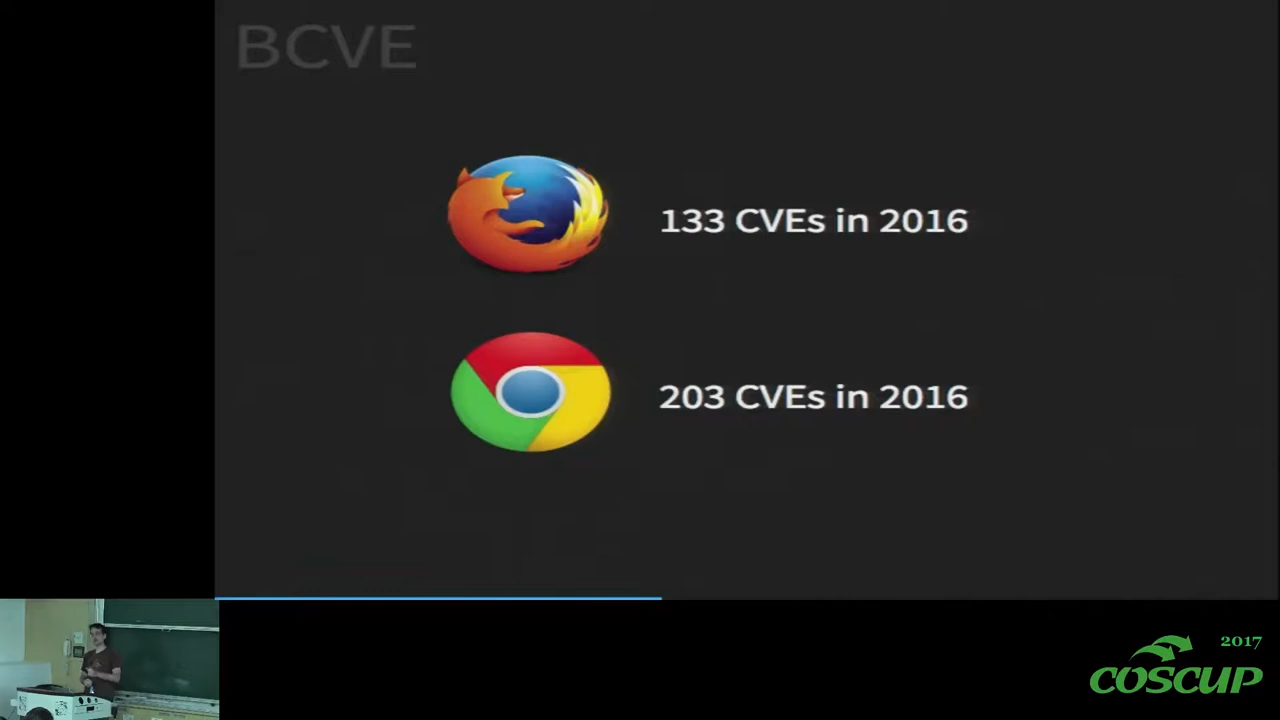 BCVE
133 CVEs in 2016
203 CVEs in 2016
2017
COSCUP